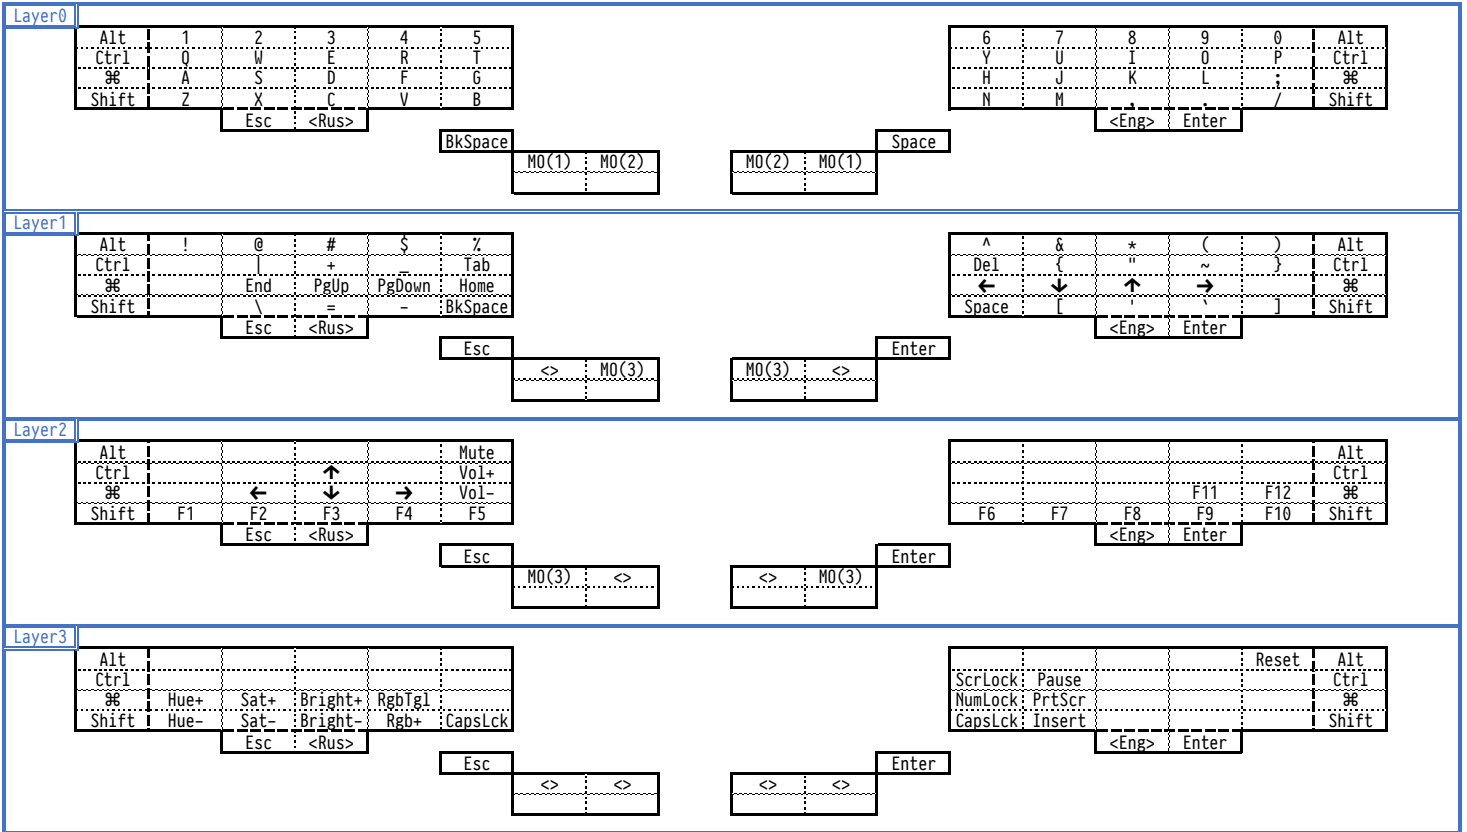 Layer0
Alt 1 2 3 4 5 6 7 8 9 0 Alt
Ctrl Q W E R T Y U I O P Ctrl
⌘ A S D F G H J K L ; ⌘
Shift Z X C V B N M , . / Shift
Esc <Rus> <Eng> Enter
BkSpace Space
MO(1) MO(2) MO(2) MO(1)
Layer1
Alt ! @ # $ % ^ & * ( ) Alt
Ctrl | + _ Tab Del { " ~ } Ctrl
⌘ End PgUp PgDown Home ← ↓ ↑ → ⌘
Shift \ = - BkSpace Space [ ' ` ] Shift
Esc <Rus> <Eng> Enter
Esc Enter
<> MO(3) MO(3) <>
Layer2
Alt Mute Alt
Ctrl ↑ Vol+ Ctrl
⌘ ← ↓ → Vol- F11 F12 ⌘
Shift F1 F2 F3 F4 F5 F6 F7 F8 F9 F10 Shift
Esc <Rus> <Eng> Enter
Esc Enter
MO(3) <> <> MO(3)
Layer3
Alt Reset Alt
Ctrl ScrLock Pause Ctrl
⌘ Hue+ Sat+ Bright+ RgbTgl NumLock PrtScr ⌘
Shift Hue- Sat- Bright- Rgb+ CapsLck CapsLck Insert Shift
Esc <Rus> <Eng> Enter
Esc Enter
<> <> <> <>